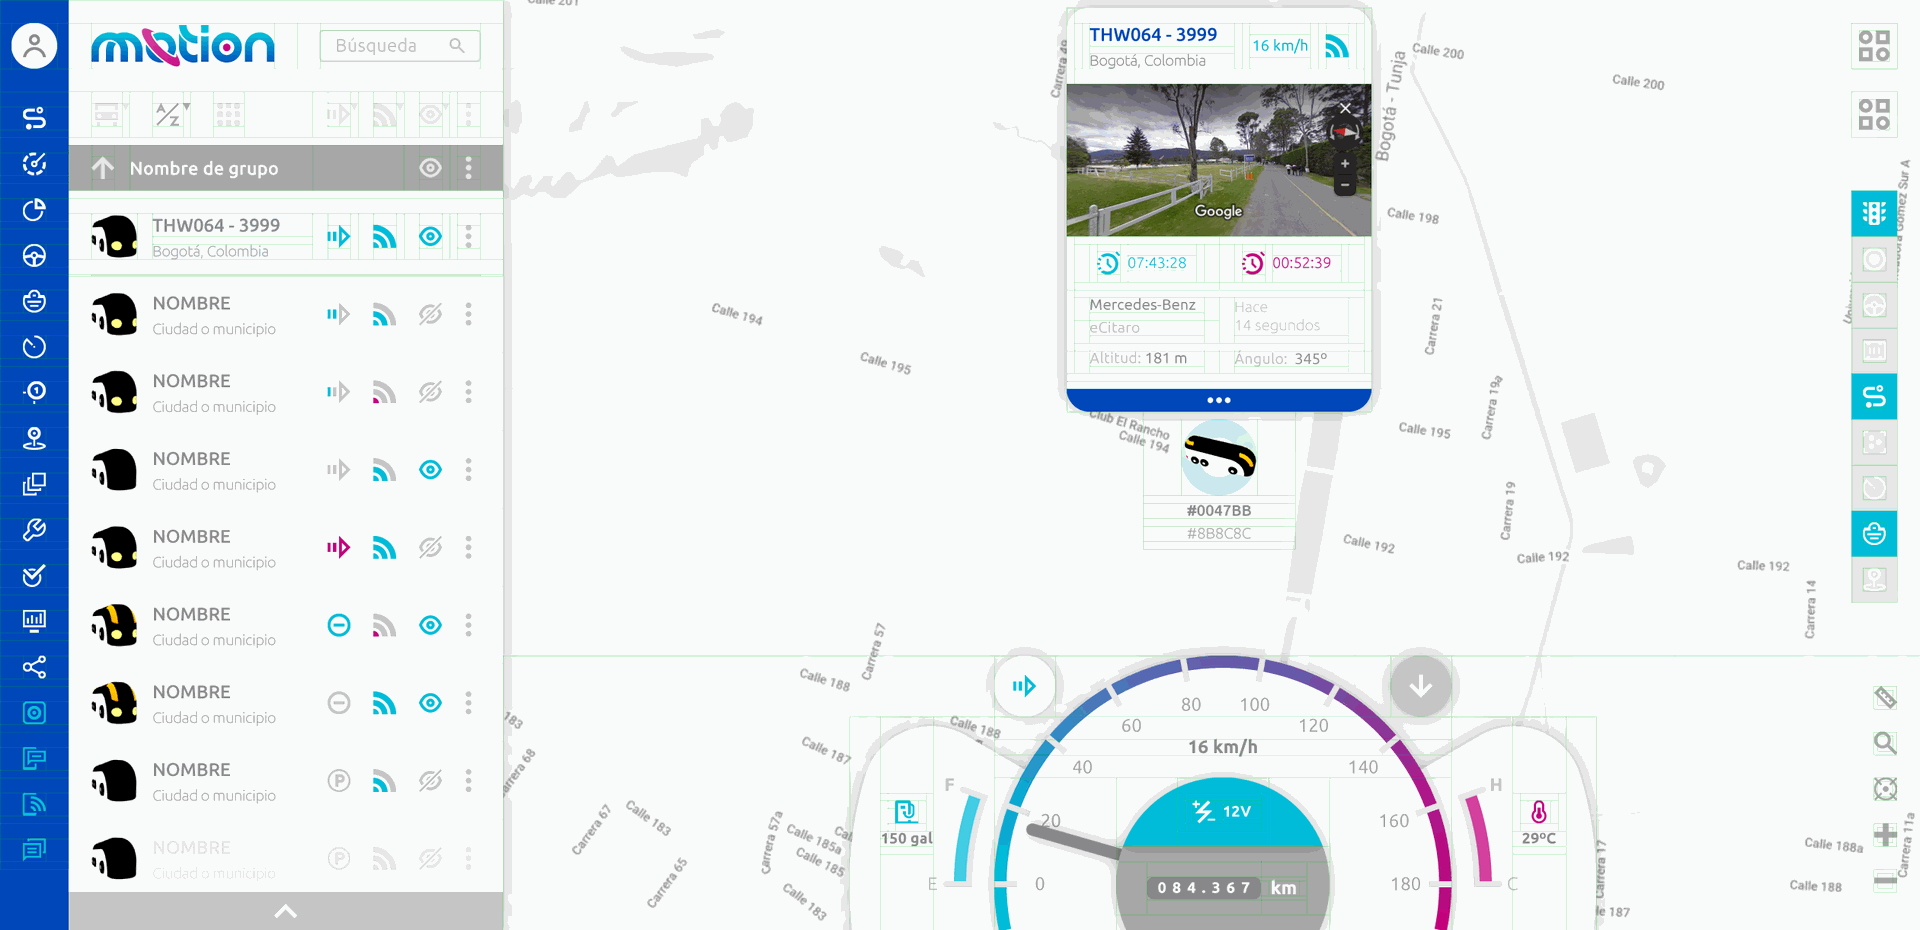 motion
Búsqueda
A/Z
Nombre de grupo
THW064 - 3999
Bogotá, Colombia
NOMBRE
Ciudad o municipio
NOMBRE
Ciudad o municipio
NOMBRE
Ciudad o municipio
NOMBRE
Ciudad o municipio
NOMBRE
Ciudad o municipio
NOMBRE
Ciudad o municipio
NOMBRE
Ciudad o municipio
P
NOMBRE
Ciudad o municipio
P
THW064 - 3999
Bogotá, Colombia
16 km/h
Google
07:43:28
00:52:39
Mercedes-Benz
eCitaro
Hace
14 segundos
Altitud: 181 m
Ángulo: 345º
#0047BB
#8B8C8C
Calle 201
Carrera 49
Bogotá - Tunja
Calle 200
Calle 200
Calle 198
Calle 194
Calle 195
Carrera 21
Carrera 19a
Club El Rancho
Calle 194
Calle 195
Carrera 19
Calle 192
Calle 192
Calle 192
Carrera 14
Carrera 57
Calle 188
Calle 188
Calle 187
183
Carrera 68
Carrera 67
Calle 183
Carrera 65
Carrera 57a
Calle 185a
Calle 185
Calle 183
Calle 188a
Calle 188
Carrera 11a
Carrera 17
lle 187
0
20
40
60
80
100
120
140
160
180
16 km/h
12V
084.367 km
F
E
150 gal
H
C
29ºC